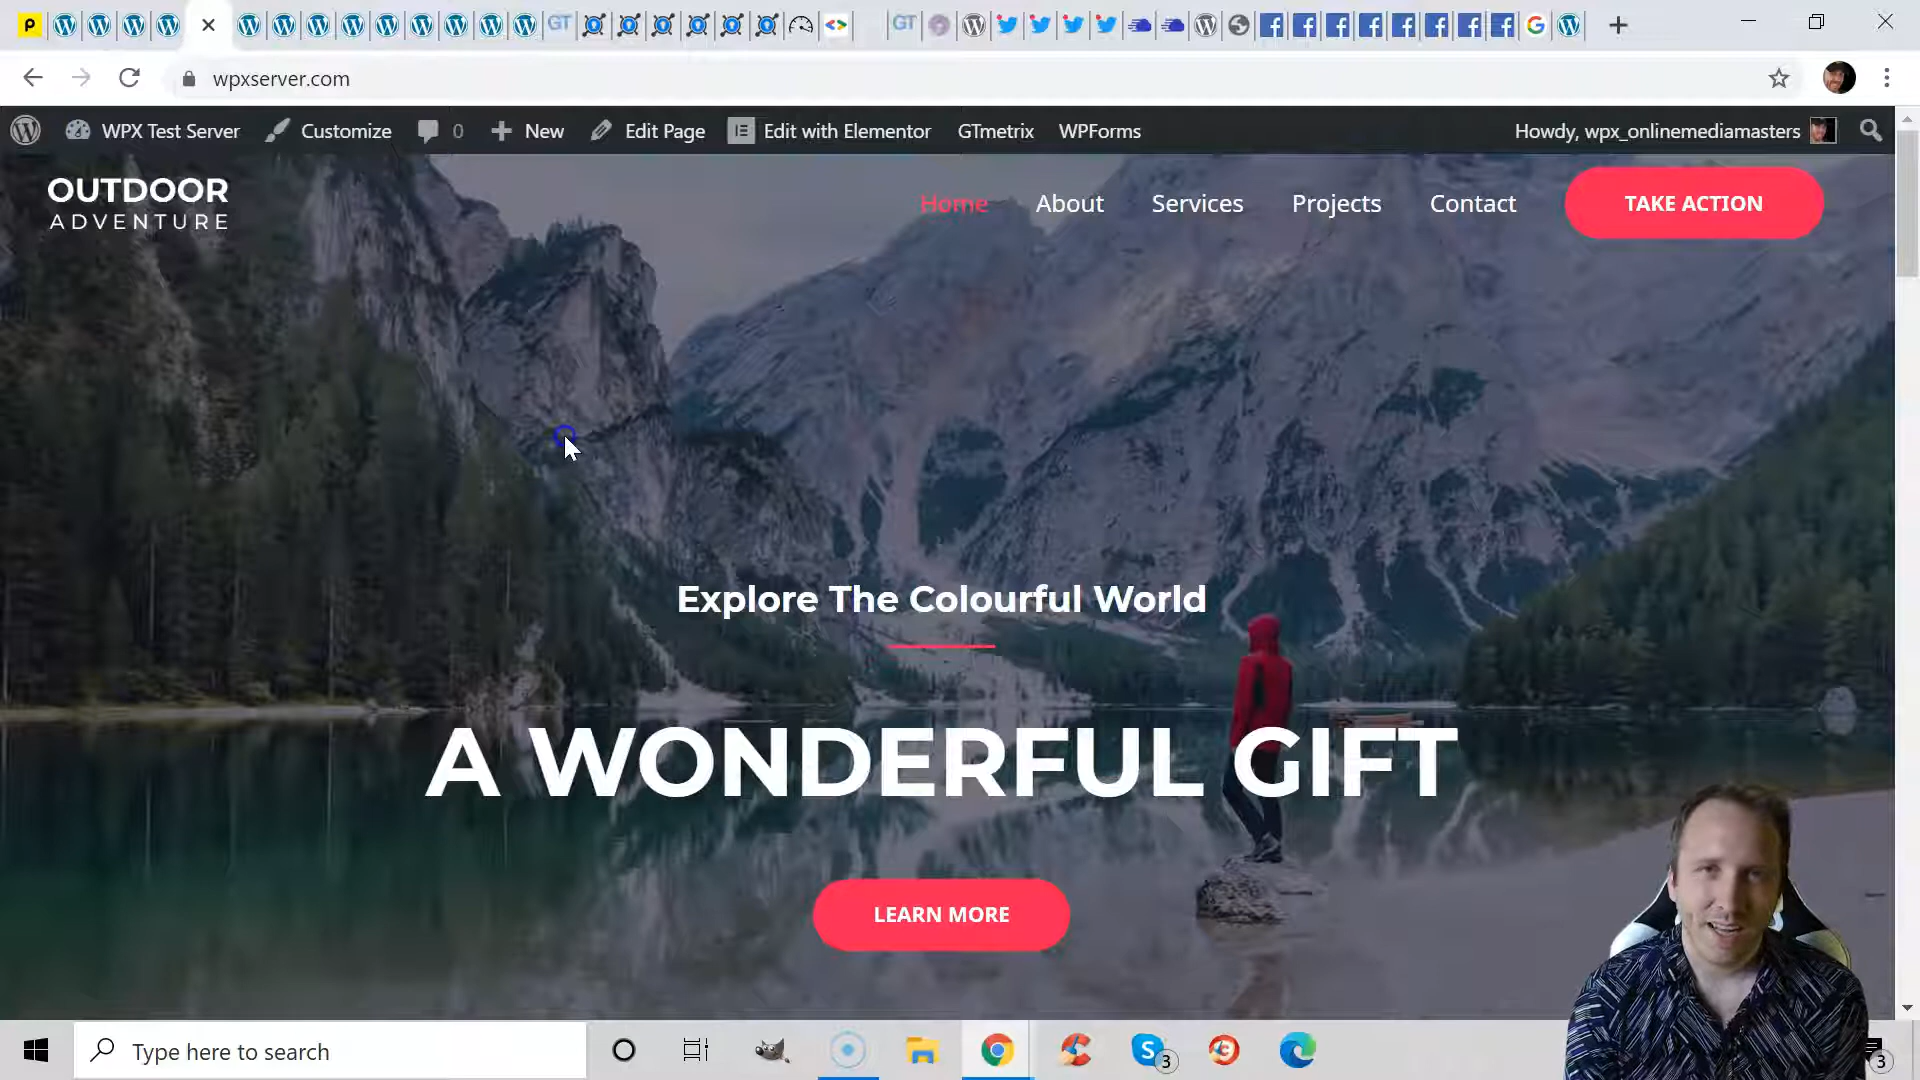 wpxserver.com
WPX Test Server Customize 0 New Edit Page Edit with Elementor GTmetrix WPForms Howdy, wpx_onlinemediamasters
OUTDOOR
ADVENTURE
Home About Services Projects Contact TAKE ACTION
Explore The Colourful World
A WONDERFUL GIFT
LEARN MORE
Type here to search
3
3